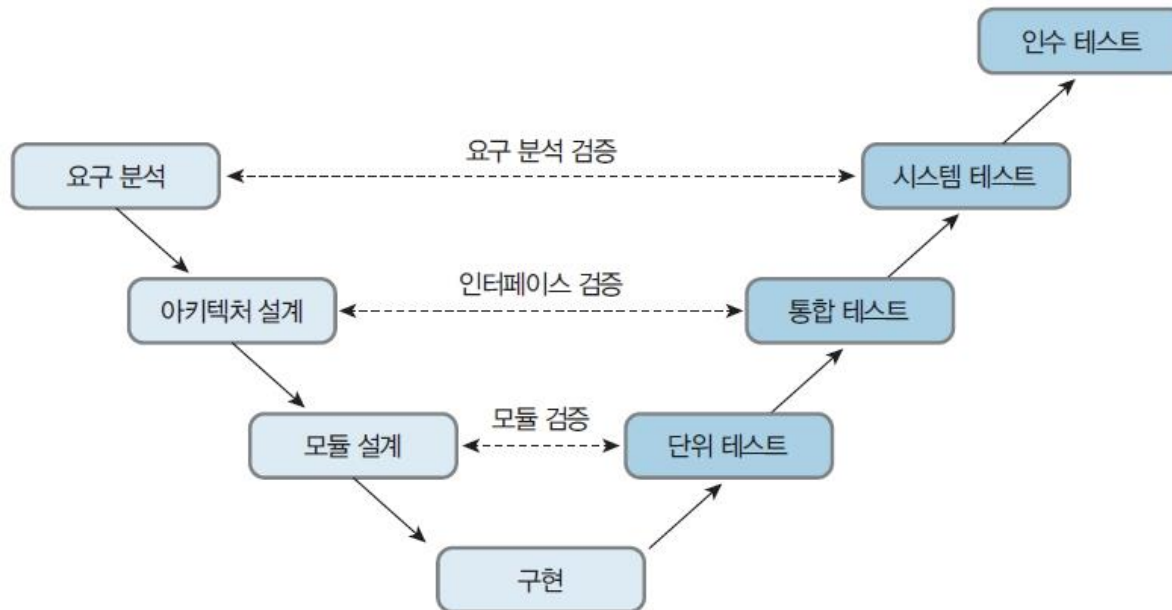 인수 테스트
요구 분석 검증
요구 분석
시스템 테스트
인터페이스 검증
아키텍처 설계
통합 테스트
모듈 검증
모듈 설계
단위 테스트
구현